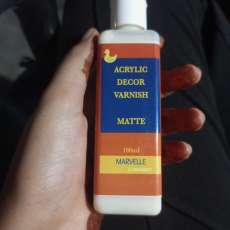 ACRYLIC
DECOR
VARNISH
MATTE
100ml
MARVELLE